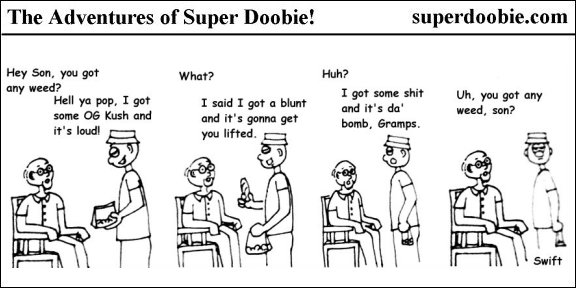 The Adventures of Super Doobie!
superdoobie.com
Hey Son, you got
any weed?
Hell ya pop, I got
some OG Kush and
it's loud!
What?
I said I got a blunt
and it's gonna get
you lifted.
Huh?
I got some shit
and it's da'
bomb, Gramps.
Uh, you got any
weed, son?
Swift